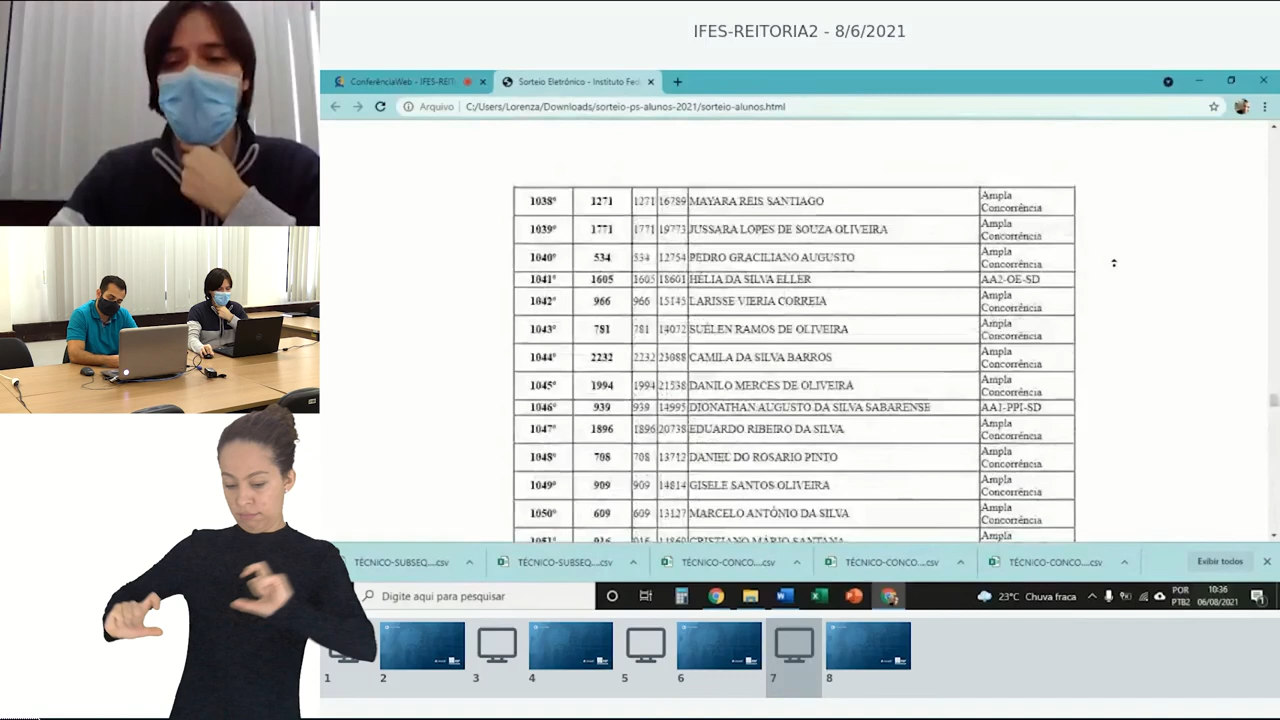 IFES-REITORIA2 - 8/6/2021
ConferênciaWeb - IFES-REIT
Sorteio Eletrônico - Instituto Fed
Arquivo C:/Users/Lorenza/Downloads/sorteio-ps-alunos-2021/sorteio-alunos.html
1038º 1271 1271 16789 MAYARA REIS SANTIAGO Ampla Concorrência
1039º 1771 1771 19773 JUSSARA LOPES DE SOUZA OLIVEIRA Ampla Concorrência
1040º 534 534 12754 PEDRO GRACILIANO AUGUSTO Ampla Concorrência
1041º 1605 1605 18601 HÉLIA DA SILVA ELLER AA2-OE-SD
1042º 966 966 15145 LARISSE VIERIA CORREIA Ampla Concorrência
1043º 781 781 14072 SUÉLEN RAMOS DE OLIVEIRA Ampla Concorrência
1044º 2232 2232 23088 CAMILA DA SILVA BARROS Ampla Concorrência
1045º 1994 1994 21538 DANILO MERCES DE OLIVEIRA Ampla Concorrência
1046º 939 939 14995 DIONATHAN AUGUSTO DA SILVA SABARENSE AA1-PPI-SD
1047º 1896 1896 20738 EDUARDO RIBEIRO DA SILVA Ampla Concorrência
1048º 708 708 13712 DANIEL DO ROSARIO PINTO Ampla Concorrência
1049º 909 909 14814 GISELE SANTOS OLIVEIRA Ampla Concorrência
1050º 609 609 13127 MARCELO ANTÔNIO DA SILVA Ampla Concorrência
CRISTIANO MÁRIO SANTANA Ampla
TÉCNICO-SUBSEQ....csv
TÉCNICO-SUBSEQ....csv
TÉCNICO-CONCO....csv
TÉCNICO-CONCO....csv
TÉCNICO-CONCO....csv
Exibir todos
Digite aqui para pesquisar
23°C Chuva fraca
POR
PTB2
10:36
06/08/2021
1
2
3
4
5
6
7
8